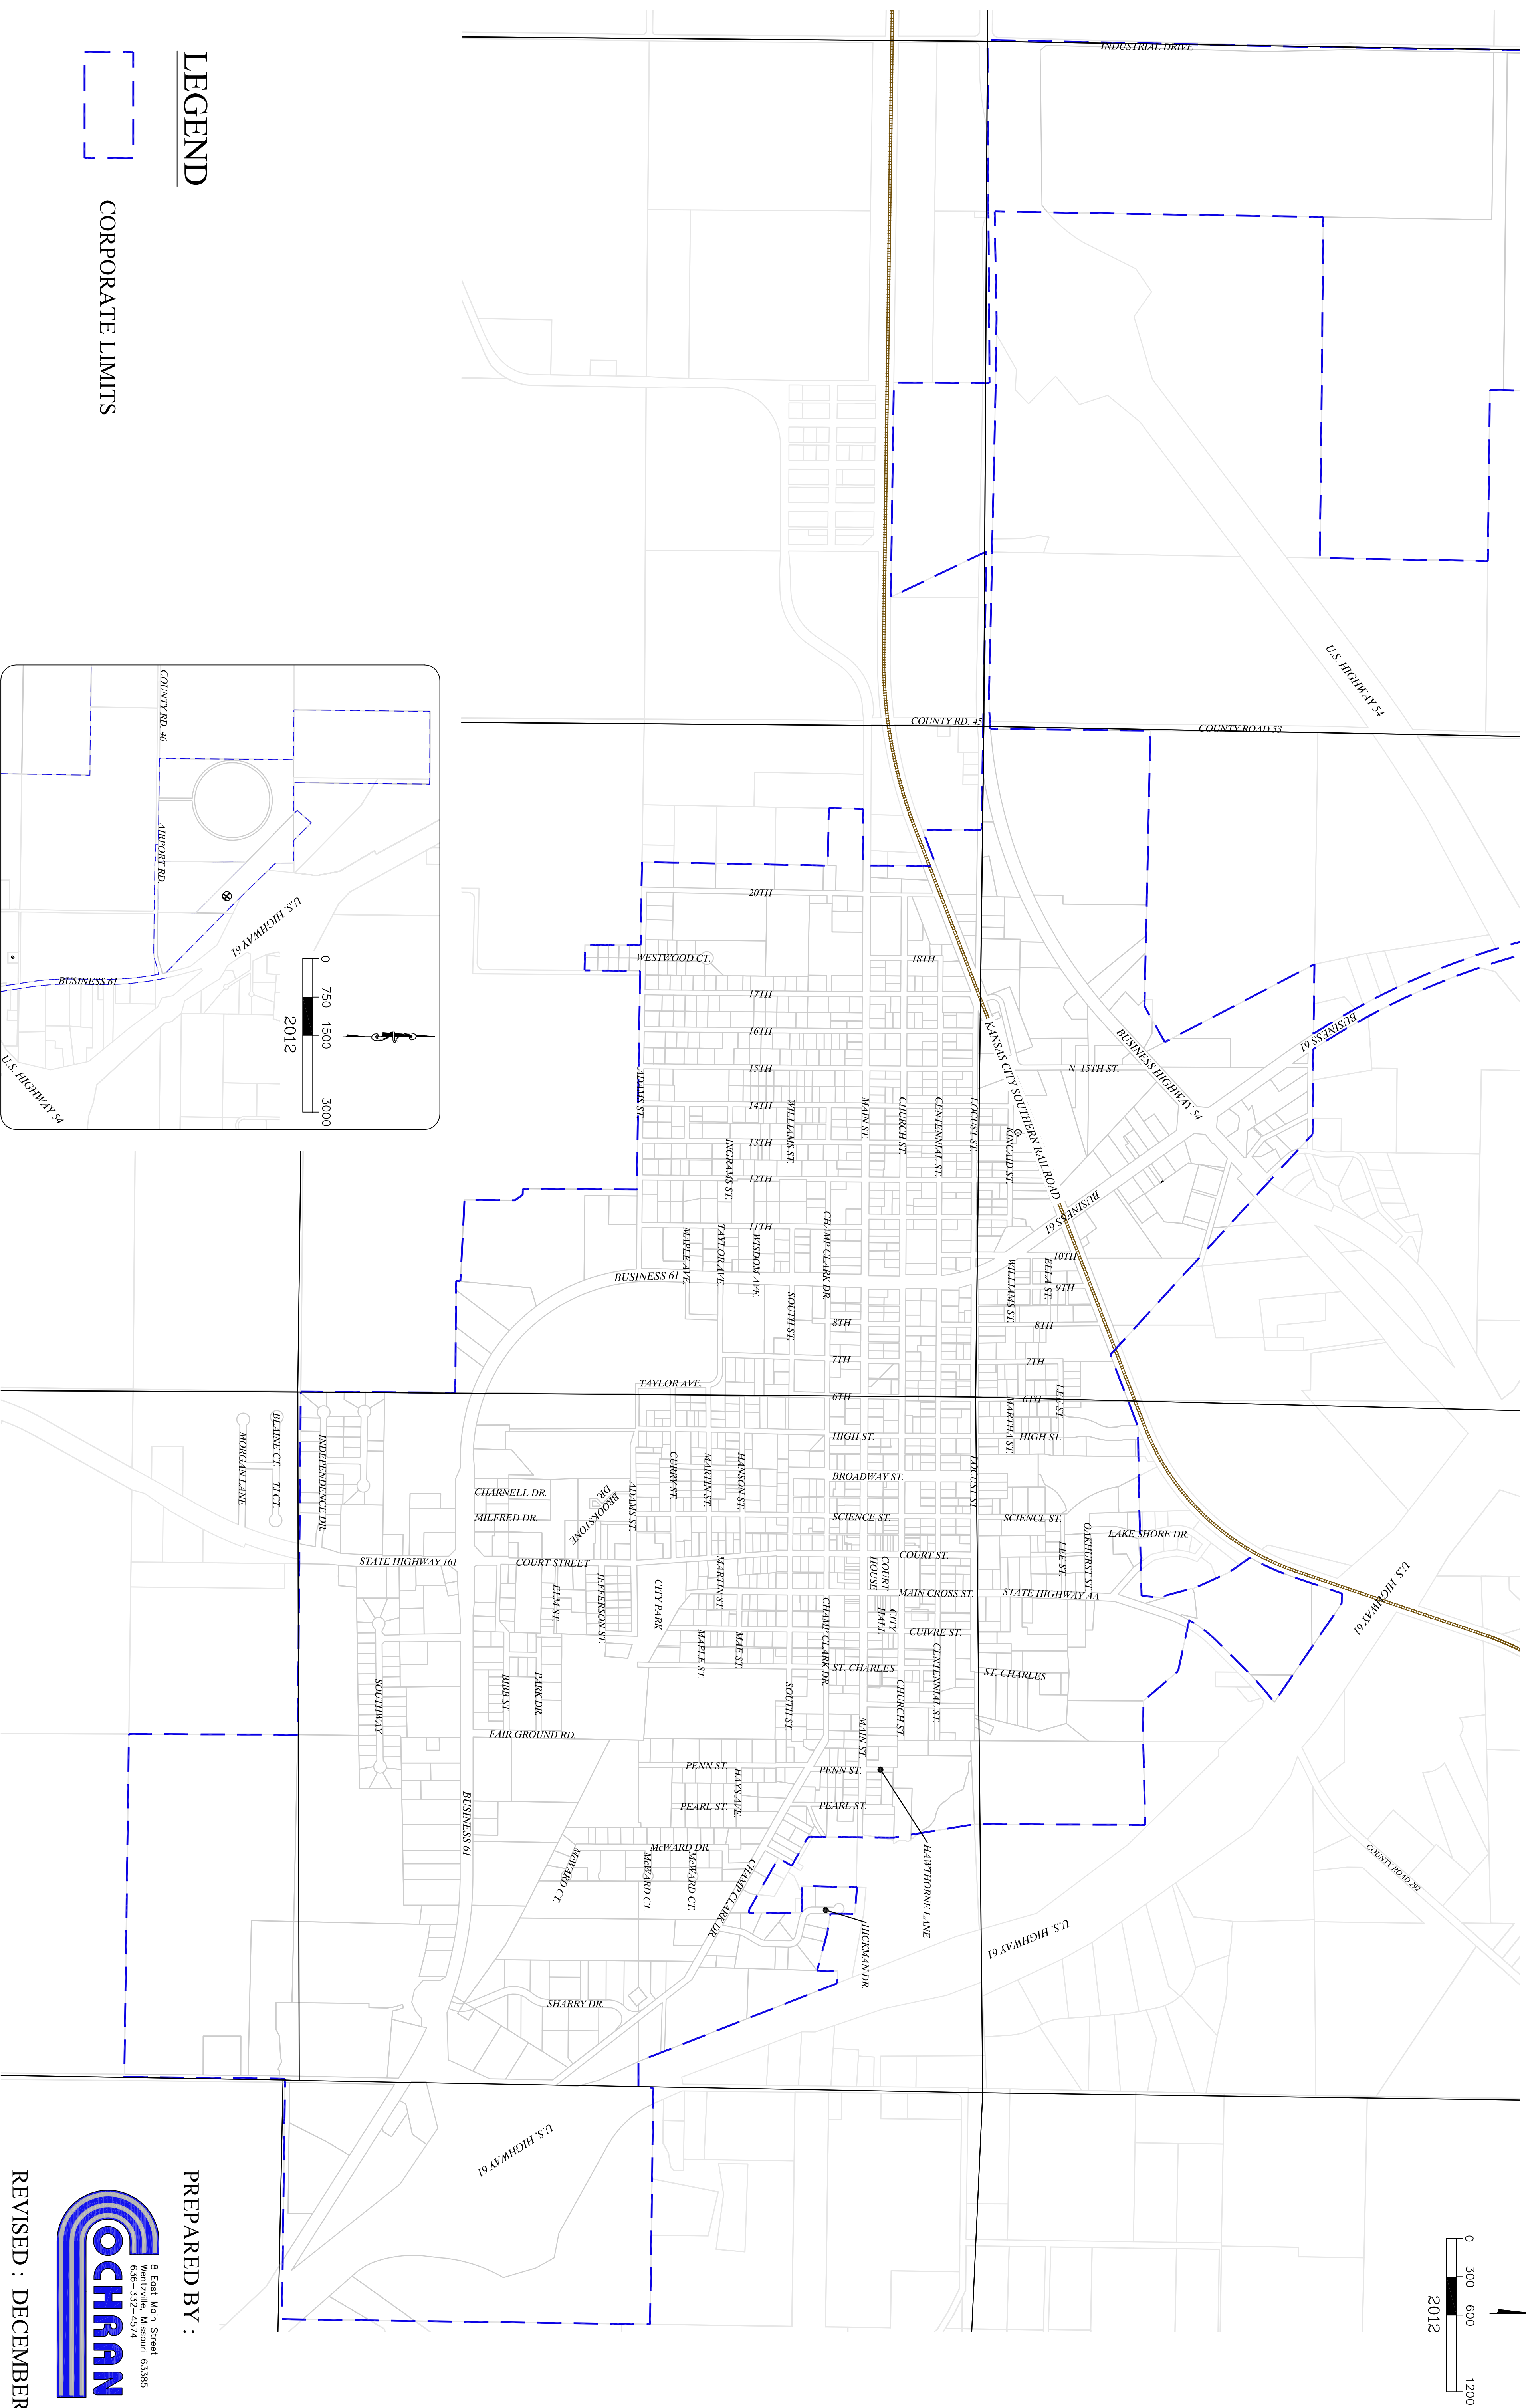 LEGEND
CORPORATE LIMITS
INDUSTRIAL DRIVE
U.S. HIGHWAY 54
COUNTY RD. 45
COUNTY ROAD 53
20TH
WESTWOOD CT.
18TH
17TH
16TH
15TH
14TH
13TH
12TH
11TH
N. 15TH ST.
KANSAS CITY SOUTHERN RAILROAD
BUSINESS HIGHWAY 54
BUSINESS 61
BUSINESS 61
ADAMS ST.
INGRAMS ST.
WILLIAMS ST.
MAIN ST.
CHURCH ST.
CENTENNIAL ST.
LOCUST ST.
KINCAID ST.
MAPLE AVE.
TAYLOR AVE.
WISDOM AVE.
SOUTH ST.
CHAMP CLARK DR.
BUSINESS 61
WILLIAMS ST.
ELLA ST.
10TH
9TH
8TH
8TH
7TH
7TH
6TH
6TH
TAYLOR AVE.
MARTHA ST.
LEE ST.
HIGH ST.
HIGH ST.
BROADWAY ST.
LOCUST ST.
SCIENCE ST.
SCIENCE ST.
CURRY ST.
MARTIN ST.
HANSON ST.
ADAMS ST.
BROOKSTONE
DR
CHARNELL DR.
MILFRED DR.
BLAINE CT.
TJ CT.
MORGAN LANE
INDEPENDENCE DR.
STATE HIGHWAY 161
COURT STREET
COURT ST.
COURT
HOUSE
MAIN CROSS ST.
STATE HIGHWAY AA
LEE ST.
OAKHURST ST.
LAKE SHORE DR.
U.S. HIGHWAY 61
ELM ST.
JEFFERSON ST.
CITY PARK
MARTIN ST.
CHAMP CLARK DR.
CITY
HALL
CUIVRE ST.
MAPLE ST.
MAE ST.
ST. CHARLES
ST. CHARLES
CENTENNIAL ST.
CHURCH ST.
SOUTH ST.
MAIN ST.
SOUTHWAY
BIBB ST.
PARK DR.
FAIR GROUND RD.
PENN ST.
PENN ST.
HAYS AVE.
PEARL ST.
PEARL ST.
BUSINESS 61
McWARD DR.
McWARD CT.
McWARD CT.
McWARD CT.
CHAMP CLARK DR.
HAWTHORNE LANE
HICKMAN DR.
U.S. HIGHWAY 61
COUNTY ROAD 292
SHARRY DR.
U.S. HIGHWAY 61
COUNTY RD. 46
AIRPORT RD.
U.S. HIGHWAY 61
BUSINESS 61
U.S. HIGHWAY 54
0 750 1500 3000
2012
0 300 600 1200
2012
PREPARED BY :
COCHRAN
8 East Main Street
Wentzville, Missouri 63385
636-332-4574
REVISED : DECEMBER